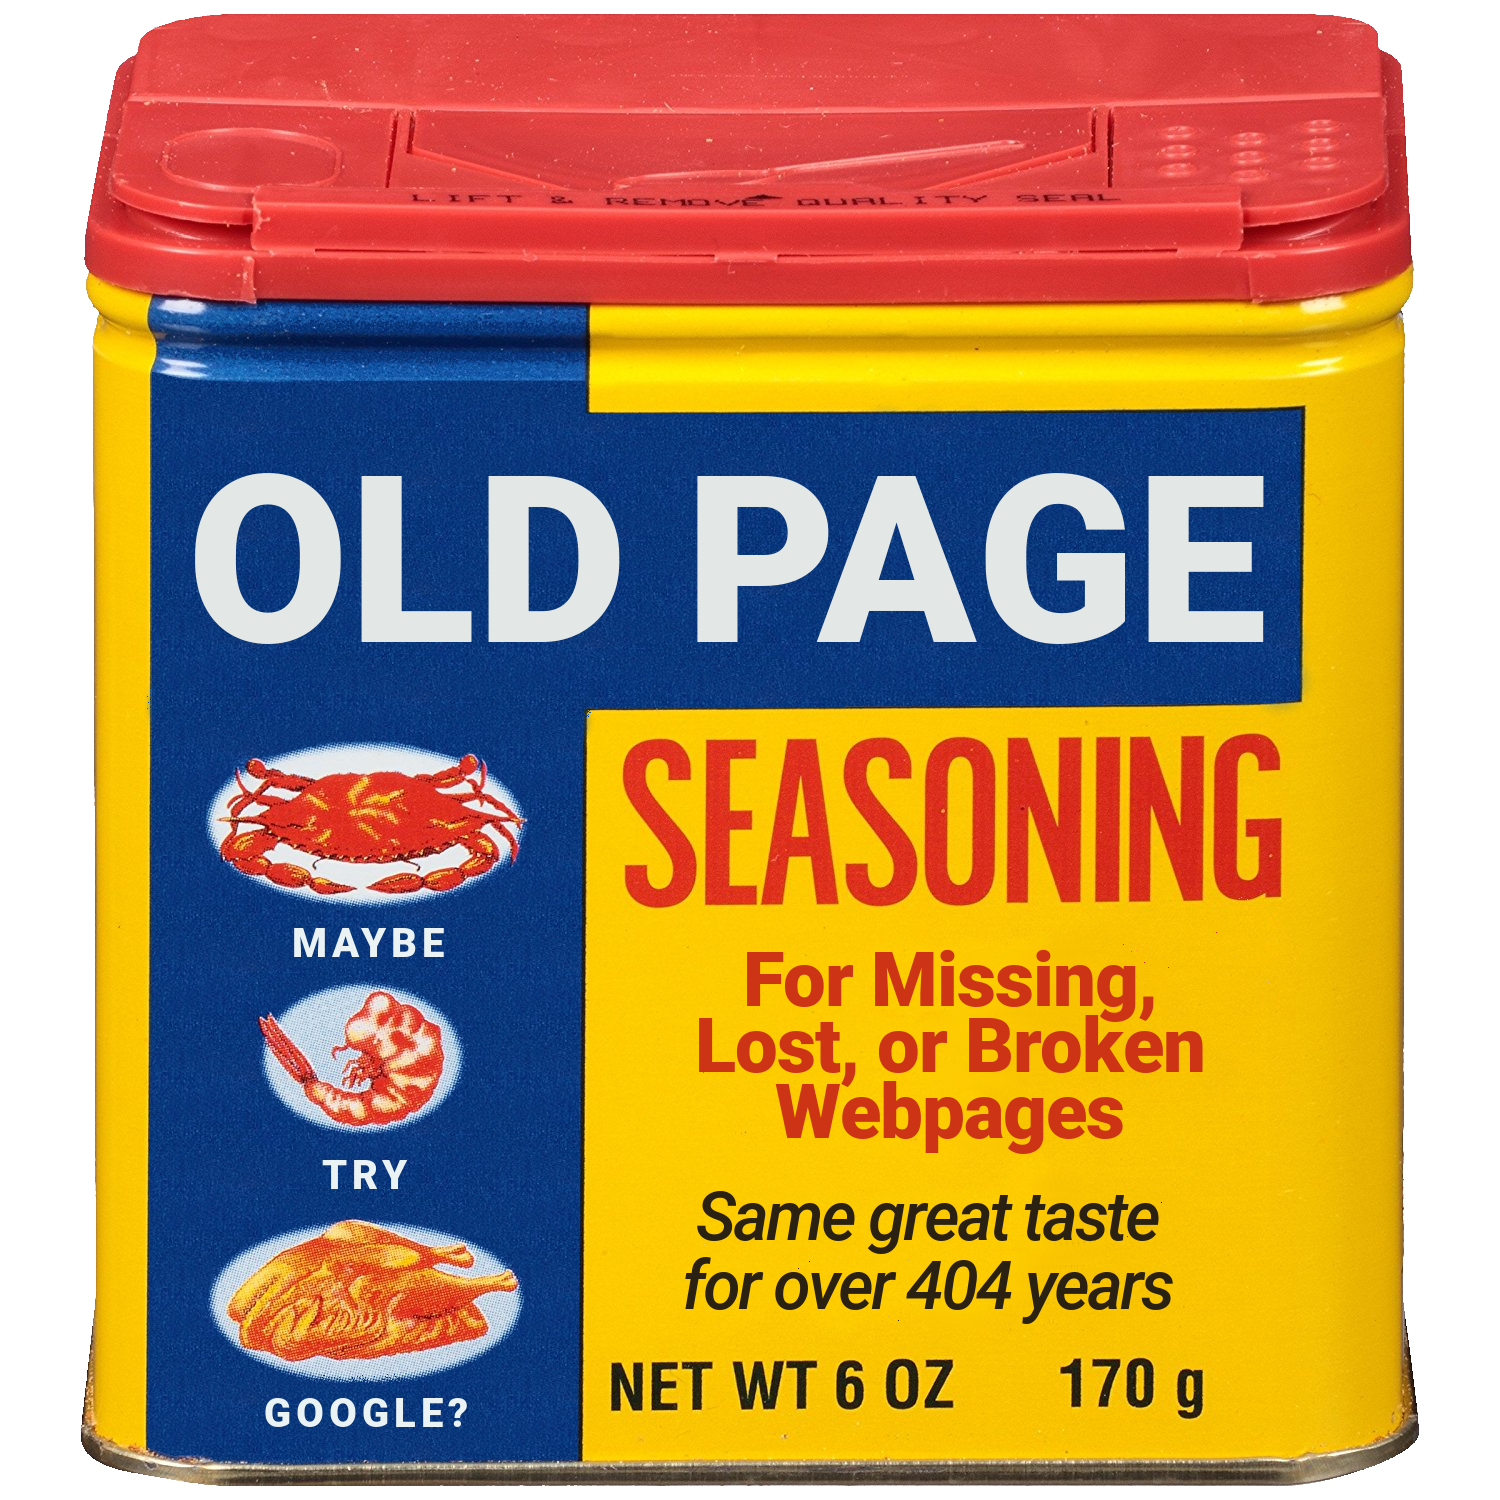 LIFT & REMOVE QUALITY SEAL
OLD PAGE
SEASONING
For Missing,
Lost, or Broken
Webpages
Same great taste
for over 404 years
NET WT 6 OZ 170 g
MAYBE
TRY
GOOGLE?